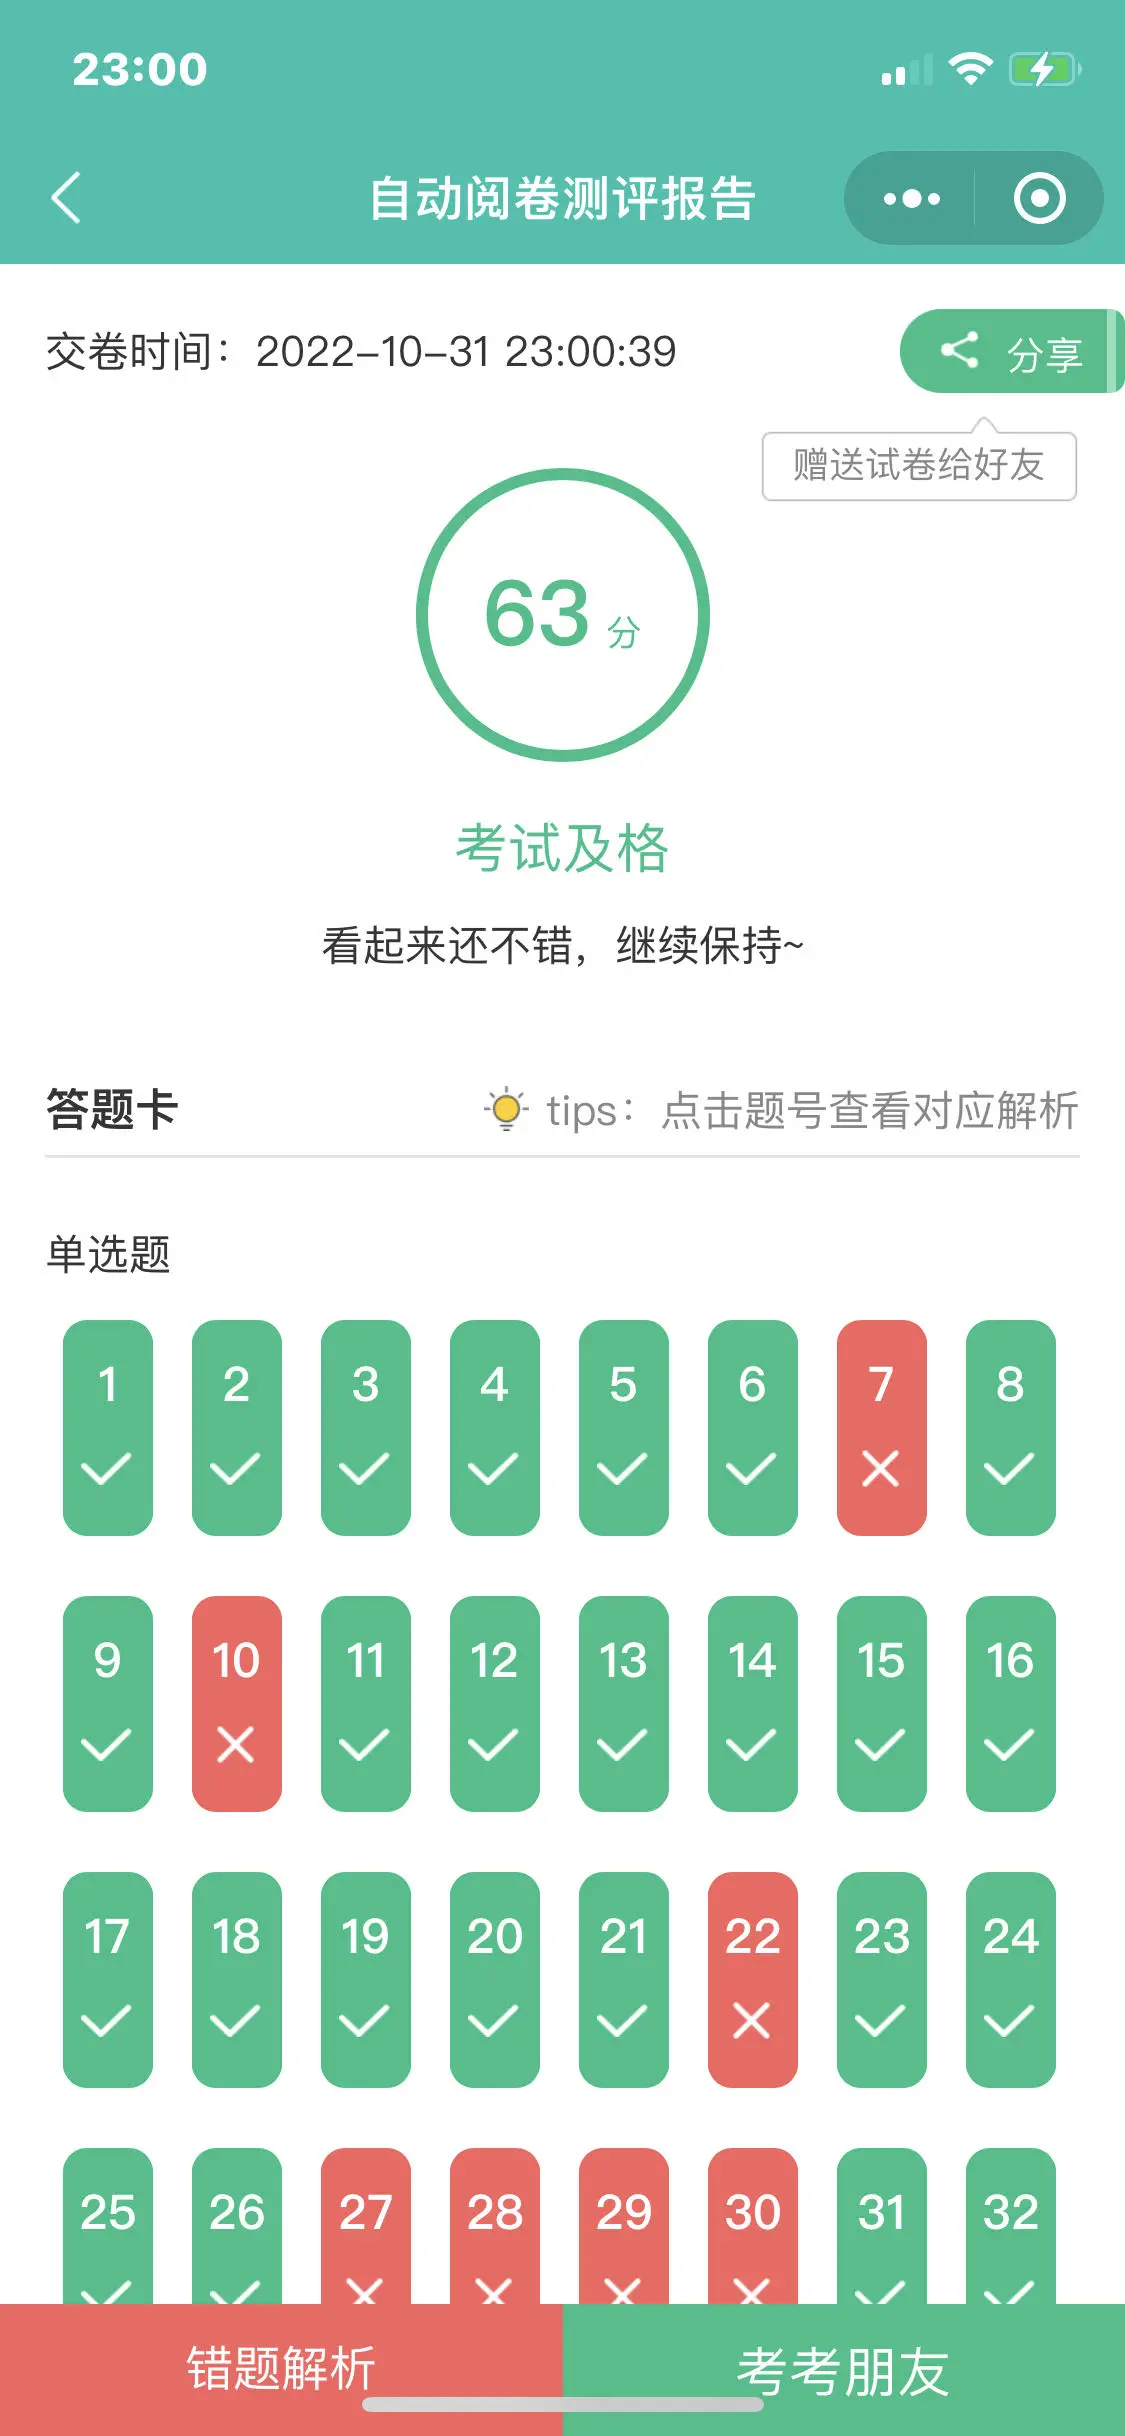 23:00
自动阅卷测评报告
交卷时间：2022-10-31 23:00:39
分享
赠送试卷给好友
63 分
考试及格
看起来还不错，继续保持~
答题卡
tips：点击题号查看对应解析
单选题
1 2 3 4 5 6 7 8
9 10 11 12 13 14 15 16
17 18 19 20 21 22 23 24
25 26 27 28 29 30 31 32
错题解析
考考朋友